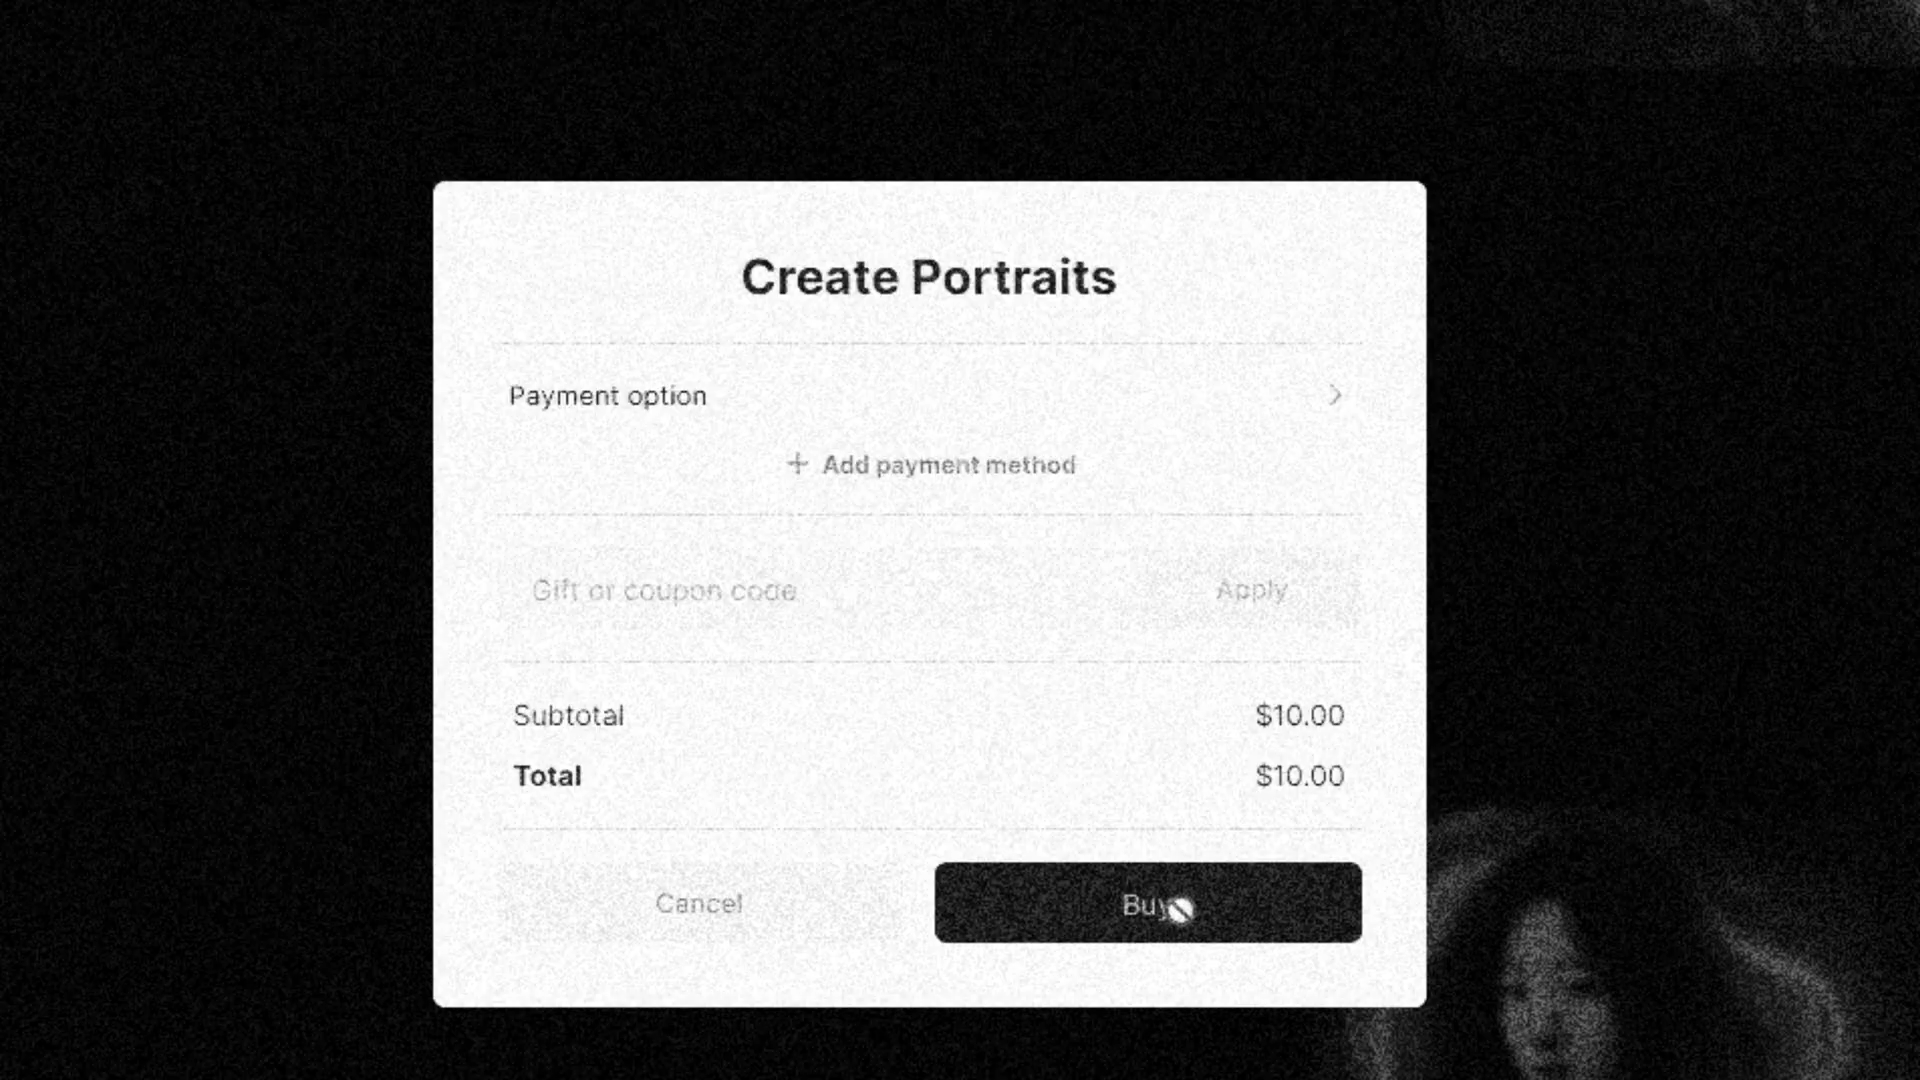 Create Portraits
Payment option
+ Add payment method
Gift or coupon code Apply
Subtotal $10.00
Total $10.00
Cancel Buy